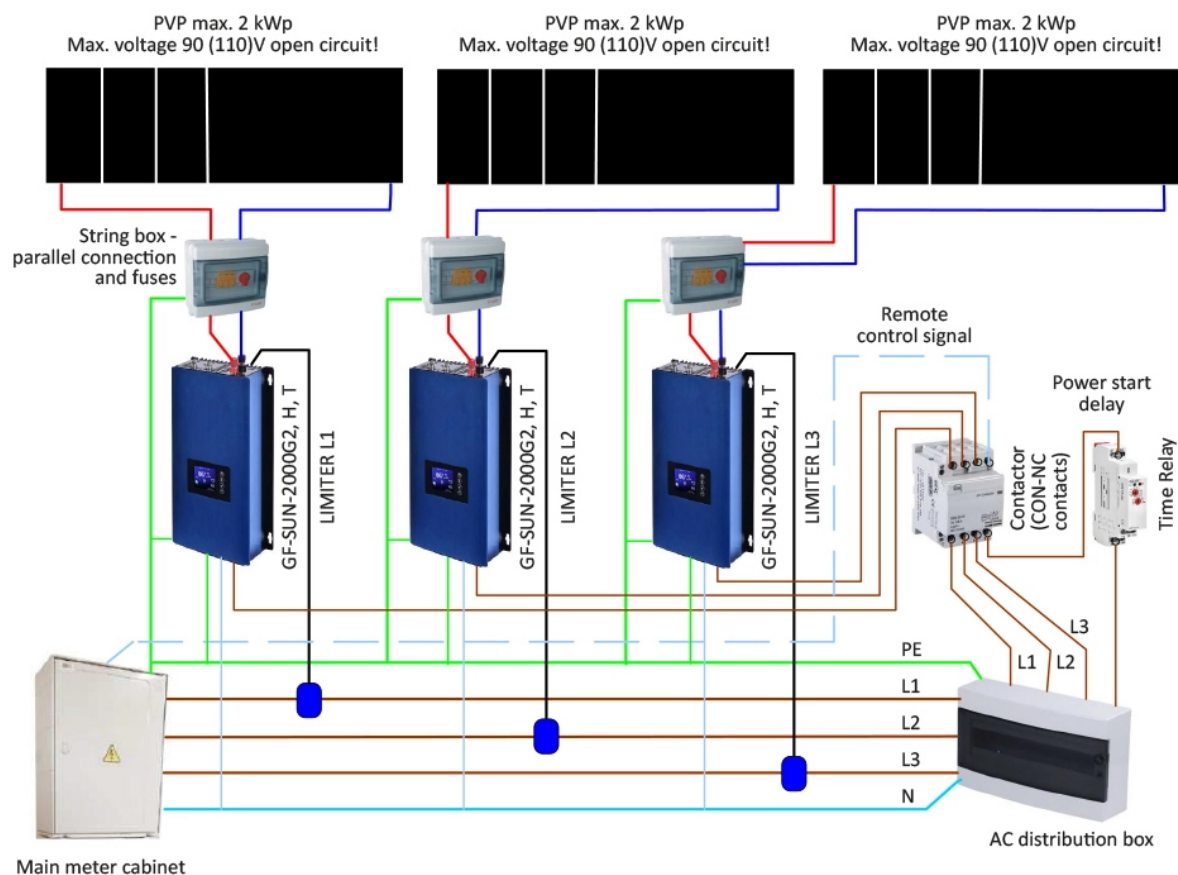 PVP max. 2 kWp
Max. voltage 90 (110)V open circuit!
PVP max. 2 kWp
Max. voltage 90 (110)V open circuit!
PVP max. 2 kWp
Max. voltage 90 (110)V open circuit!
String box -
parallel connection
and fuses
Remote
control signal
Power start
delay
GF-SUN-2000G2, H, T
LIMITER L1
GF-SUN-2000G2, H, T
LIMITER L2
GF-SUN-2000G2, H, T
LIMITER L3
Contactor
(CON-NC
contacts)
Time Relay
PE
L1
L2
L3
L1
L2
L3
N
Main meter cabinet
AC distribution box